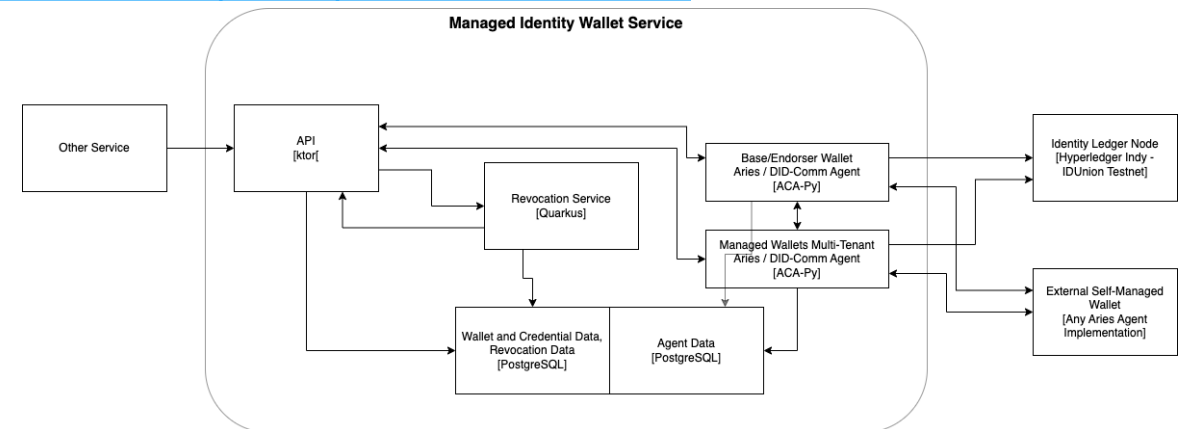 Managed Identity Wallet Service
Other Service
API
[ktor[
Revocation Service
[Quarkus]
Base/Endorser Wallet
Aries / DID-Comm Agent
[ACA-Py]
Managed Wallets Multi-Tenant
Aries / DID-Comm Agent
[ACA-Py]
Identity Ledger Node
[Hyperledger Indy -
IDUnion Testnet]
External Self-Managed
Wallet
[Any Aries Agent
Implementation]
Wallet and Credential Data,
Revocation Data
[PostgreSQL]
Agent Data
[PostgreSQL]